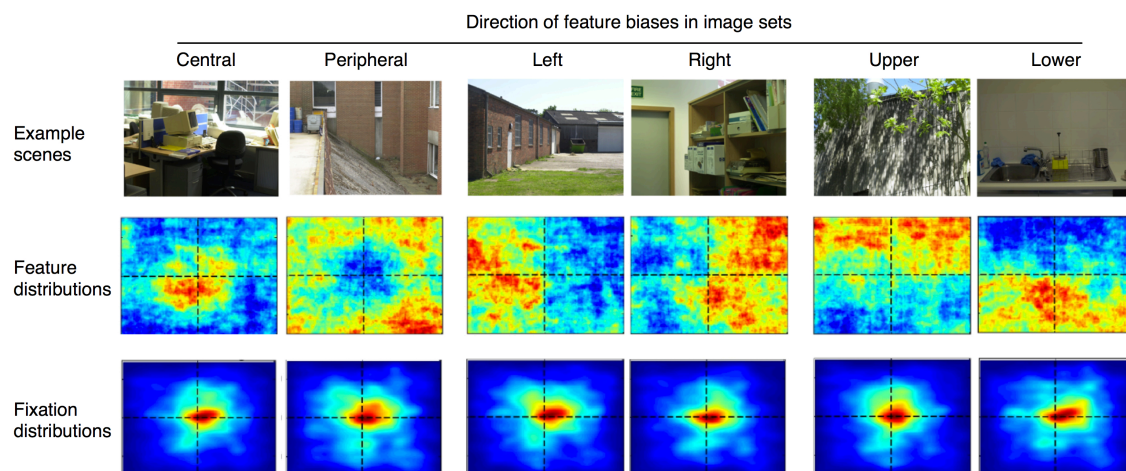 Direction of feature biases in image sets
Central Peripheral Left Right Upper Lower
Example
scenes
Feature
distributions
Fixation
distributions